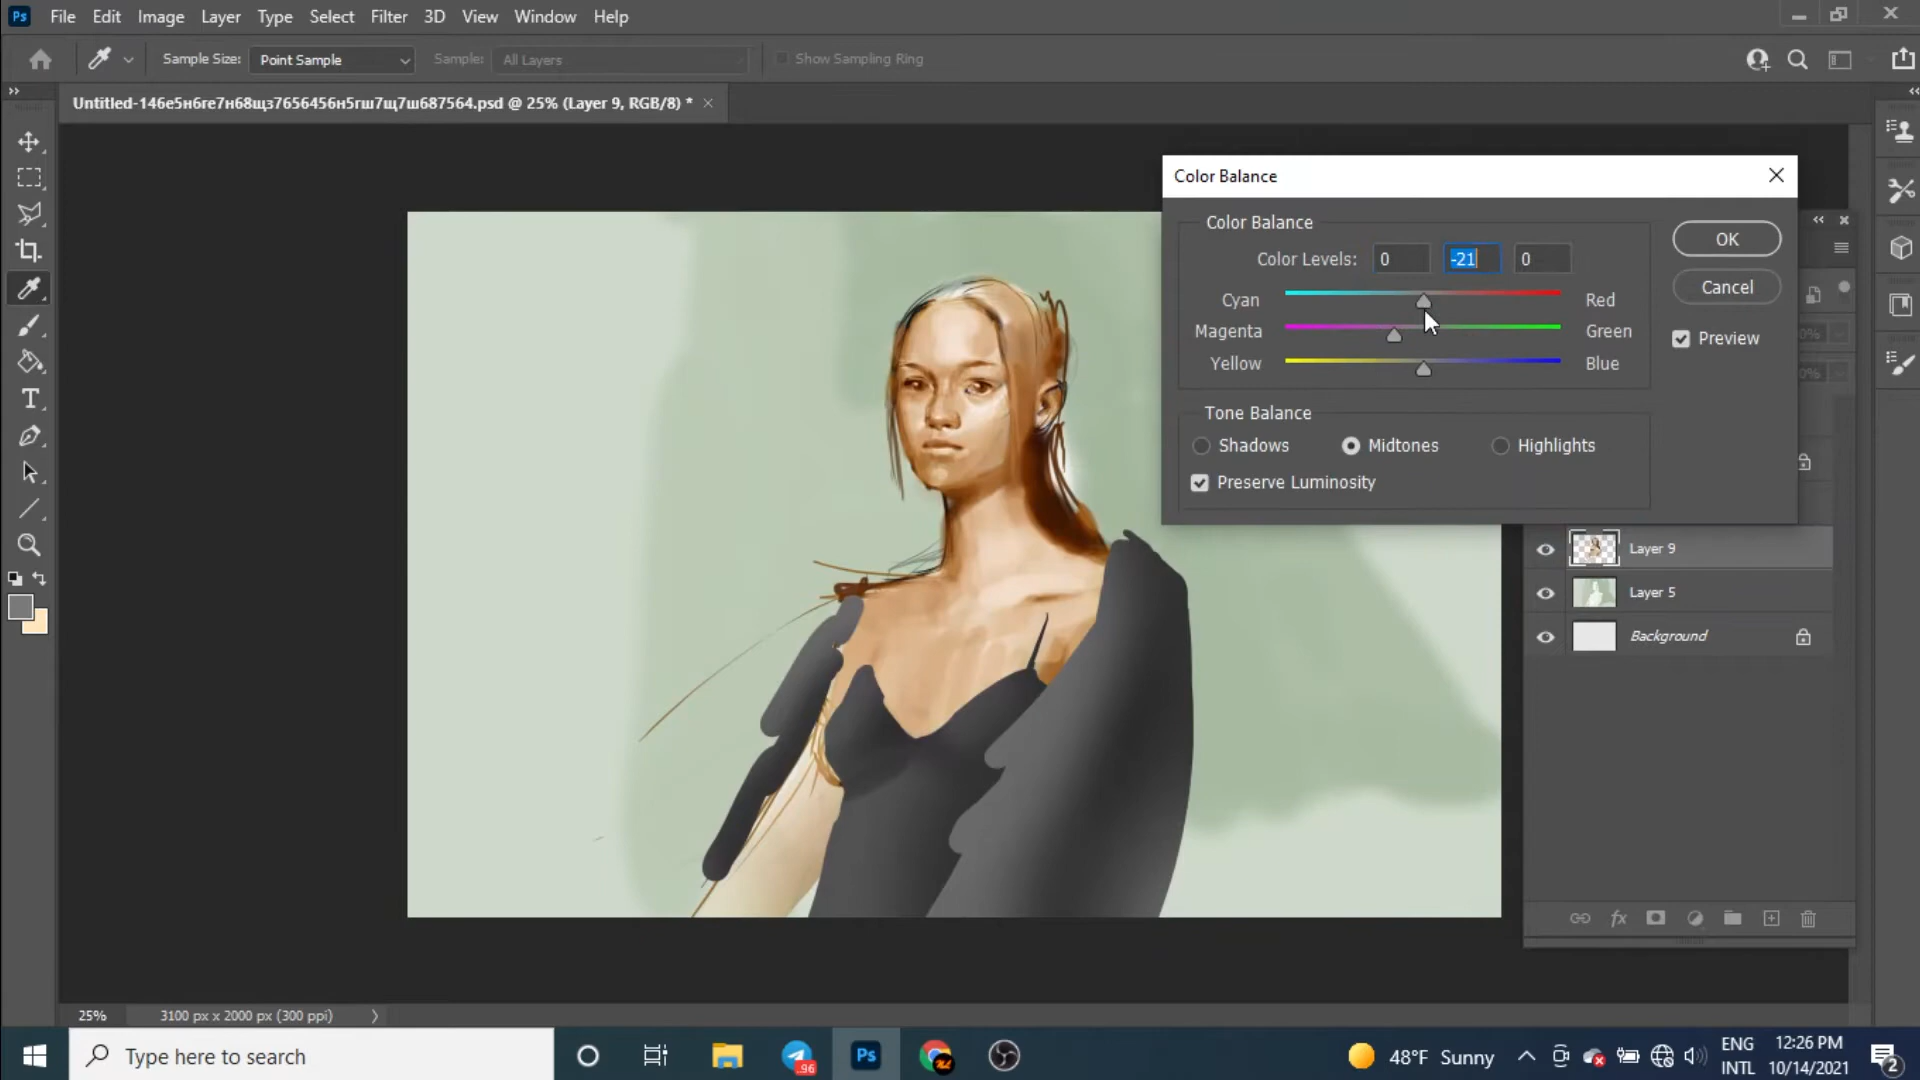 Ps File Edit Image Layer Type Select Filter 3D View Window Help
Sample Size: Point Sample Sample: All Layers Show Sampling Ring
Untitled-146е5н6ге7н68щз7656456н5гш7щ7ш687564.psd @ 25% (Layer 9, RGB/8) *
Color Balance
Color Balance
OK
Color Levels: 0 -21 0
Cancel
Cyan Red
Magenta Green
Preview
Yellow Blue
Tone Balance
Shadows Midtones Highlights
Preserve Luminosity
Layer 9
Layer 5
Background
25% 3100 px x 2000 px (300 ppi)
Type here to search
.96
Ps
48°F Sunny
ENG
INTL
12:26 PM
10/14/2021
2